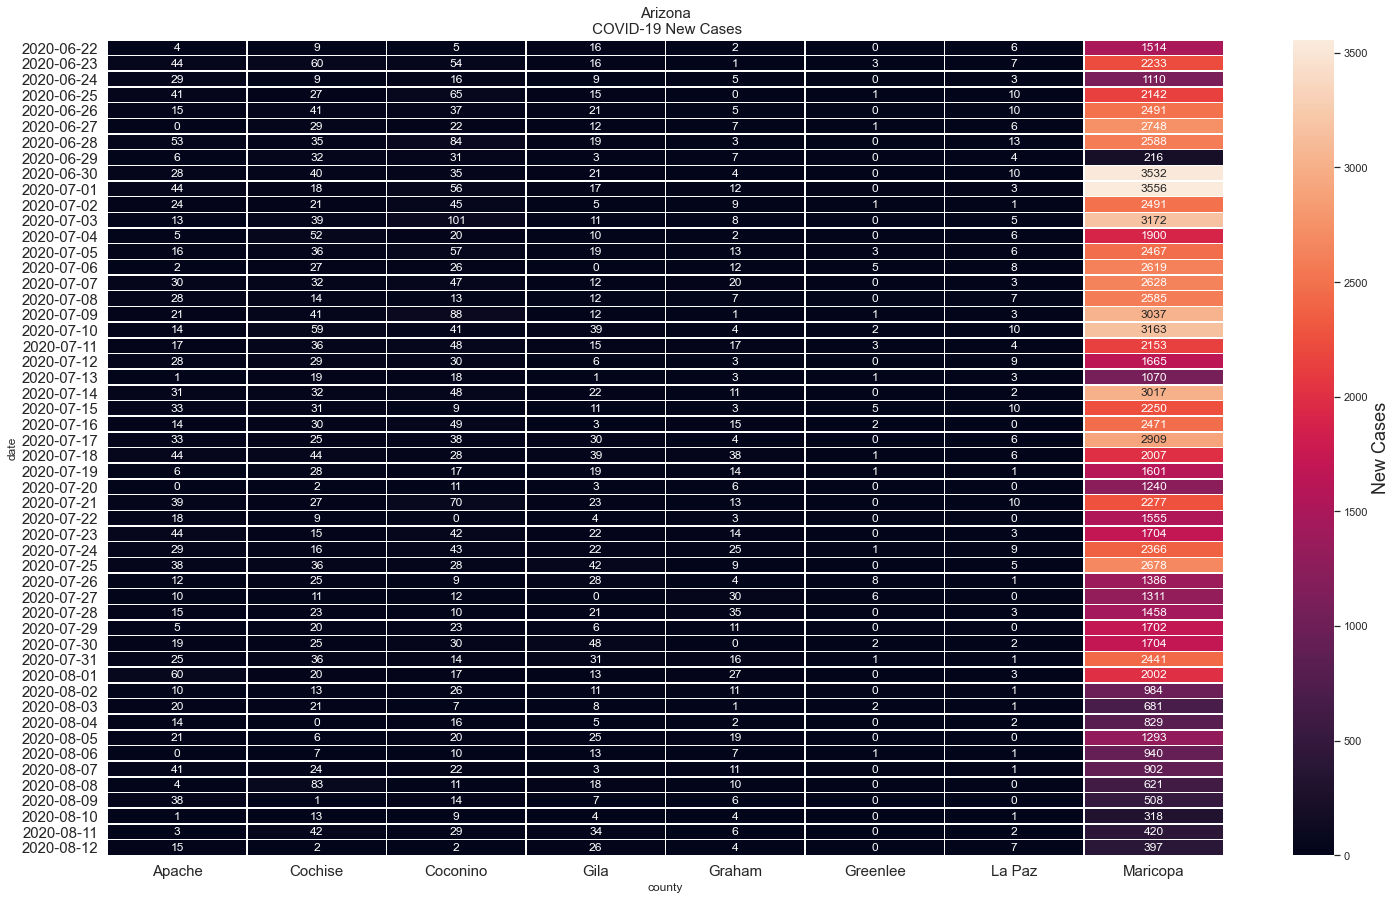 Arizona
COVID-19 New Cases
2020-06-22 4 9 5 16 2 0 6 1514
2020-06-23 44 60 54 16 1 3 7 2233
2020-06-24 29 9 16 9 5 0 3 1110
2020-06-25 41 27 65 15 0 1 10 2142
2020-06-26 15 41 37 21 5 0 10 2491
2020-06-27 0 29 22 12 7 1 6 2748
2020-06-28 53 35 84 19 3 0 13 2588
2020-06-29 6 32 31 3 7 0 4 216
2020-06-30 28 40 35 21 4 0 10 3532
2020-07-01 44 18 56 17 12 0 3 3556
2020-07-02 24 21 45 5 9 1 1 2491
2020-07-03 13 39 101 11 8 0 5 3172
2020-07-04 5 52 20 10 2 0 6 1900
2020-07-05 16 36 57 19 13 3 6 2467
2020-07-06 2 27 26 0 12 5 8 2619
2020-07-07 30 32 47 12 20 0 3 2628
2020-07-08 28 14 13 12 7 0 7 2585
2020-07-09 21 41 88 12 1 1 3 3037
2020-07-10 14 59 41 39 4 2 10 3163
2020-07-11 17 36 48 15 17 3 4 2153
2020-07-12 28 29 30 6 3 0 9 1665
2020-07-13 1 19 18 1 3 1 3 1070
2020-07-14 31 32 48 22 11 0 2 3017
2020-07-15 33 31 9 11 3 5 10 2250
2020-07-16 14 30 49 3 15 2 0 2471
2020-07-17 33 25 38 30 4 0 6 2909
2020-07-18 44 44 28 39 38 1 6 2007
2020-07-19 6 28 17 19 14 1 1 1601
2020-07-20 0 2 11 3 6 0 0 1240
2020-07-21 39 27 70 23 13 0 10 2277
2020-07-22 18 9 0 4 3 0 0 1555
2020-07-23 44 15 42 22 14 0 3 1704
2020-07-24 29 16 43 22 25 1 9 2366
2020-07-25 38 36 28 42 9 0 5 2678
2020-07-26 12 25 9 28 4 8 1 1386
2020-07-27 10 11 12 0 30 6 0 1311
2020-07-28 15 23 10 21 35 0 3 1458
2020-07-29 5 20 23 6 11 0 0 1702
2020-07-30 19 25 30 48 0 2 2 1704
2020-07-31 25 36 14 31 16 1 1 2441
2020-08-01 60 20 17 13 27 0 3 2002
2020-08-02 10 13 26 11 11 0 1 984
2020-08-03 20 21 7 8 1 2 1 681
2020-08-04 14 0 16 5 2 0 2 829
2020-08-05 21 6 20 25 19 0 0 1293
2020-08-06 0 7 10 13 7 1 1 940
2020-08-07 41 24 22 3 11 0 1 902
2020-08-08 4 83 11 18 10 0 0 621
2020-08-09 38 1 14 7 6 0 0 508
2020-08-10 1 13 9 4 4 0 1 318
2020-08-11 3 42 29 34 6 0 2 420
2020-08-12 15 2 2 26 4 0 7 397
Apache Cochise Coconino Gila Graham Greenlee La Paz Maricopa
county
date
3500
3000
2500
2000
1500
1000
500
0
New Cases